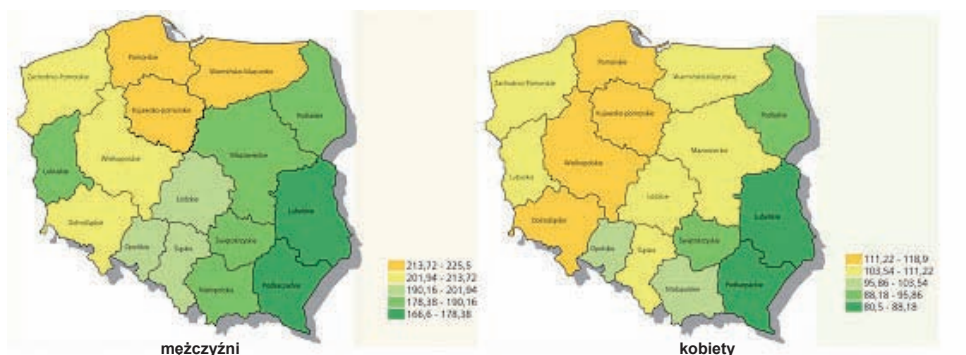 Pomorskie
Warmińsko-Mazurskie
Zachodnio-Pomorskie
Kujawsko-pomorskie
Podlaskie
Wielkopolskie
Mazowieckie
Lubuskie
Łódzkie
Lubelskie
Dolnośląskie
Opolskie
Śląskie
Świętokrzyskie
Małopolskie
Podkarpackie
213,72 - 225,5
201,94 - 213,72
190,16 - 201,94
178,38 - 190,16
166,6 - 178,38
mężczyźni
Pomorskie
Warmińsko-Mazurskie
Zachodnio-Pomorskie
Kujawsko-pomorskie
Podlaskie
Wielkopolskie
Mazowieckie
Lubuskie
Łódzkie
Lubelskie
Dolnośląskie
Opolskie
Śląskie
Świętokrzyskie
Małopolskie
Podkarpackie
111,22 - 118,9
103,54 - 111,22
95,86 - 103,54
88,18 - 95,86
80,5 - 88,18
kobiety